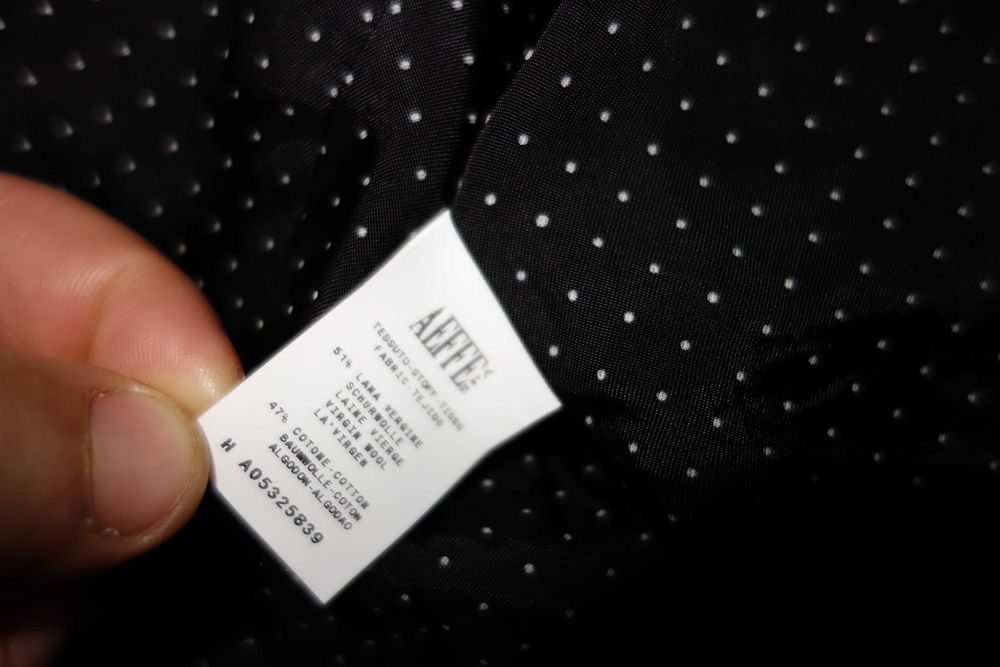 AEFFE
TESSUTO-STOFF-TISSU
FABRIC-TEJIDO
51% LANA VERGINE
SCHURWOLLE
LAINE VIERGE
VIRGIN WOOL
LA'VIRGEN
47% COTONE-COTTON
BAUMWOLLE-COTON
ALGODON-ALGODAO
H A05325839